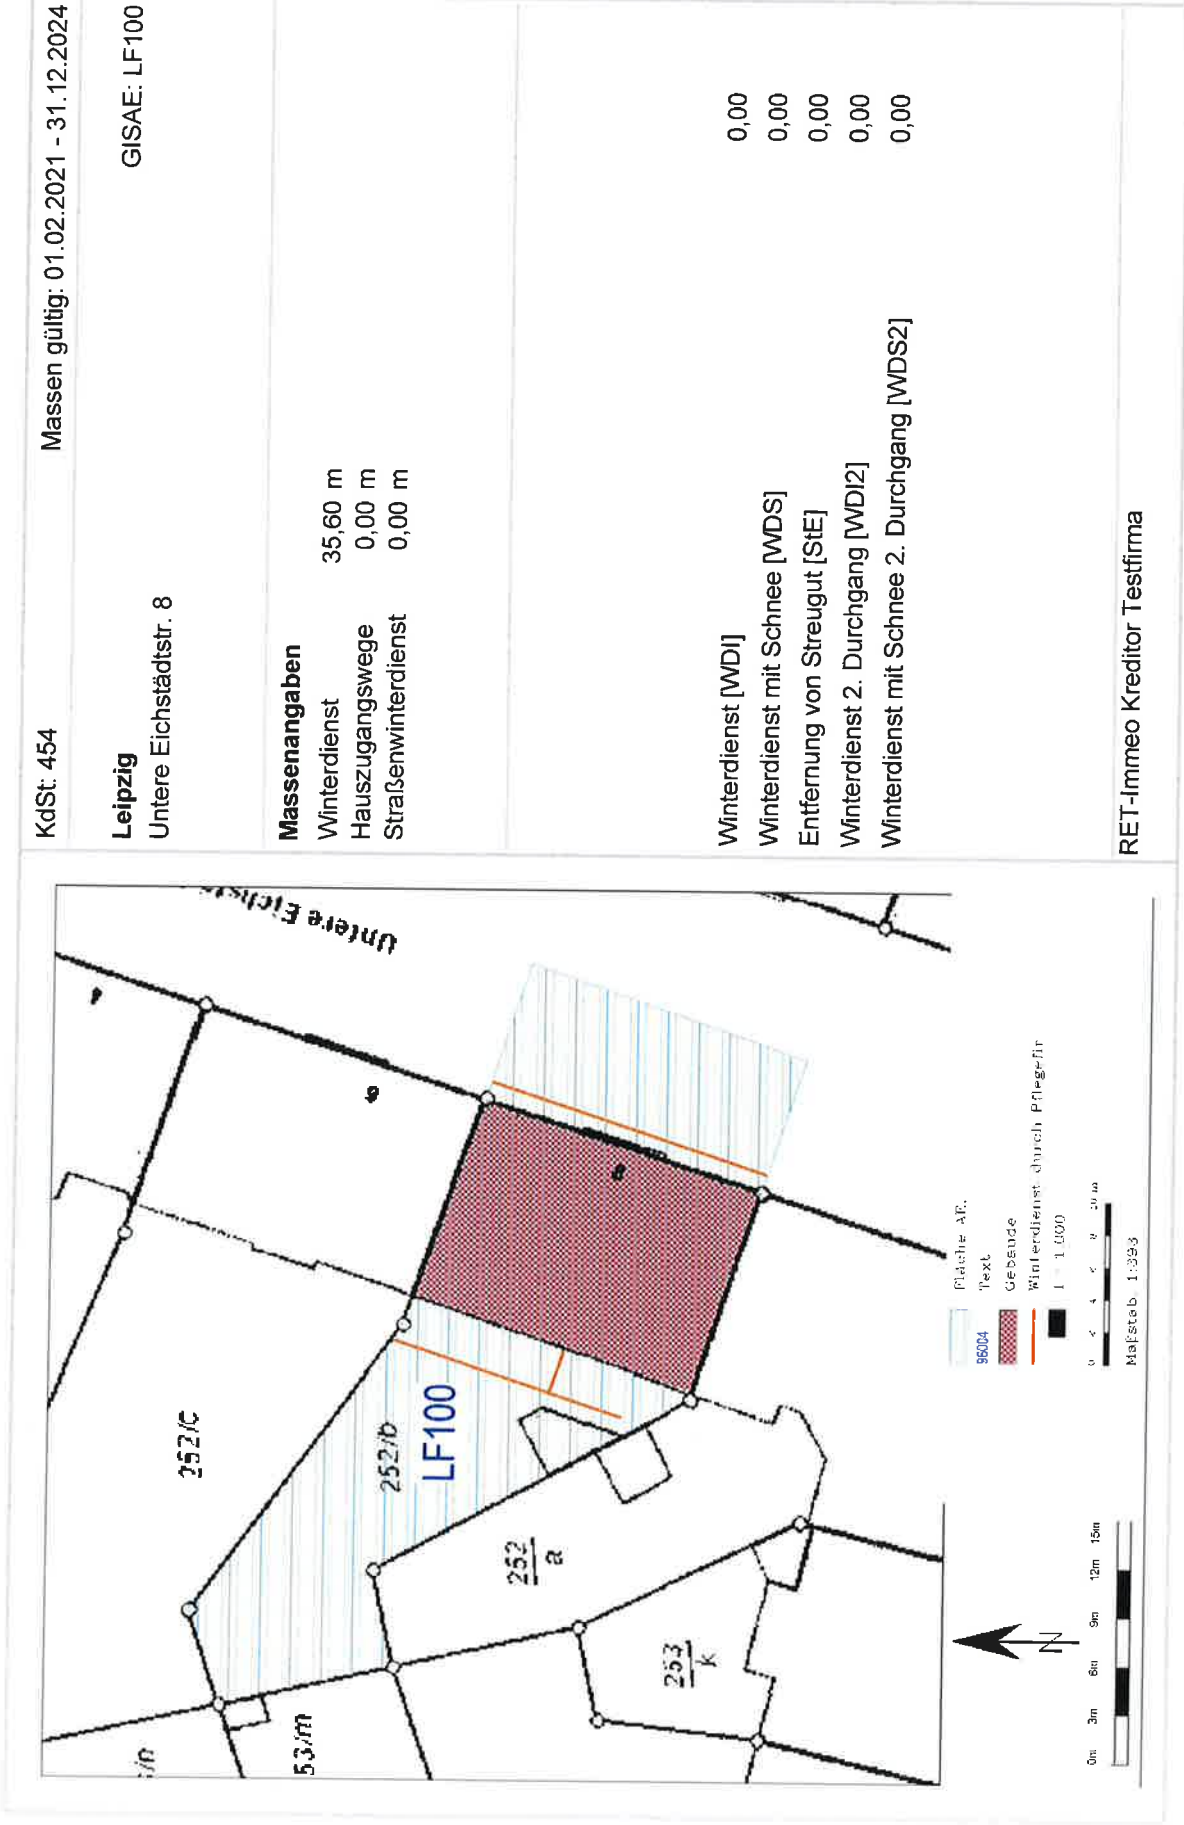 KdSt: 454 Massen gültig: 01.02.2021 - 31.12.2024
Leipzig GISAE: LF100
Untere Eichstädtstr. 8
Massenangaben
Winterdienst 35,60 m
Hauszugangswege 0,00 m
Straßenwinterdienst 0,00 m
Winterdienst [WDI] 0,00
Winterdienst mit Schnee [WDS] 0,00
Entfernung von Streugut [StE] 0,00
Winterdienst 2. Durchgang [WDI2] 0,00
Winterdienst mit Schnee 2. Durchgang [WDS2] 0,00
RET-Immeo Kreditor Testfirma
Untere Eichst
4
6
8
252/c
252/b
LF100
252
a
253
k
53/m
/n
Fläche AE.
96004 Text
Gebäude
Winterdienst durch Pflegefir
1 : 1.000
Maßstab 1:393
N
0m 3m 6m 9m 12m 15m